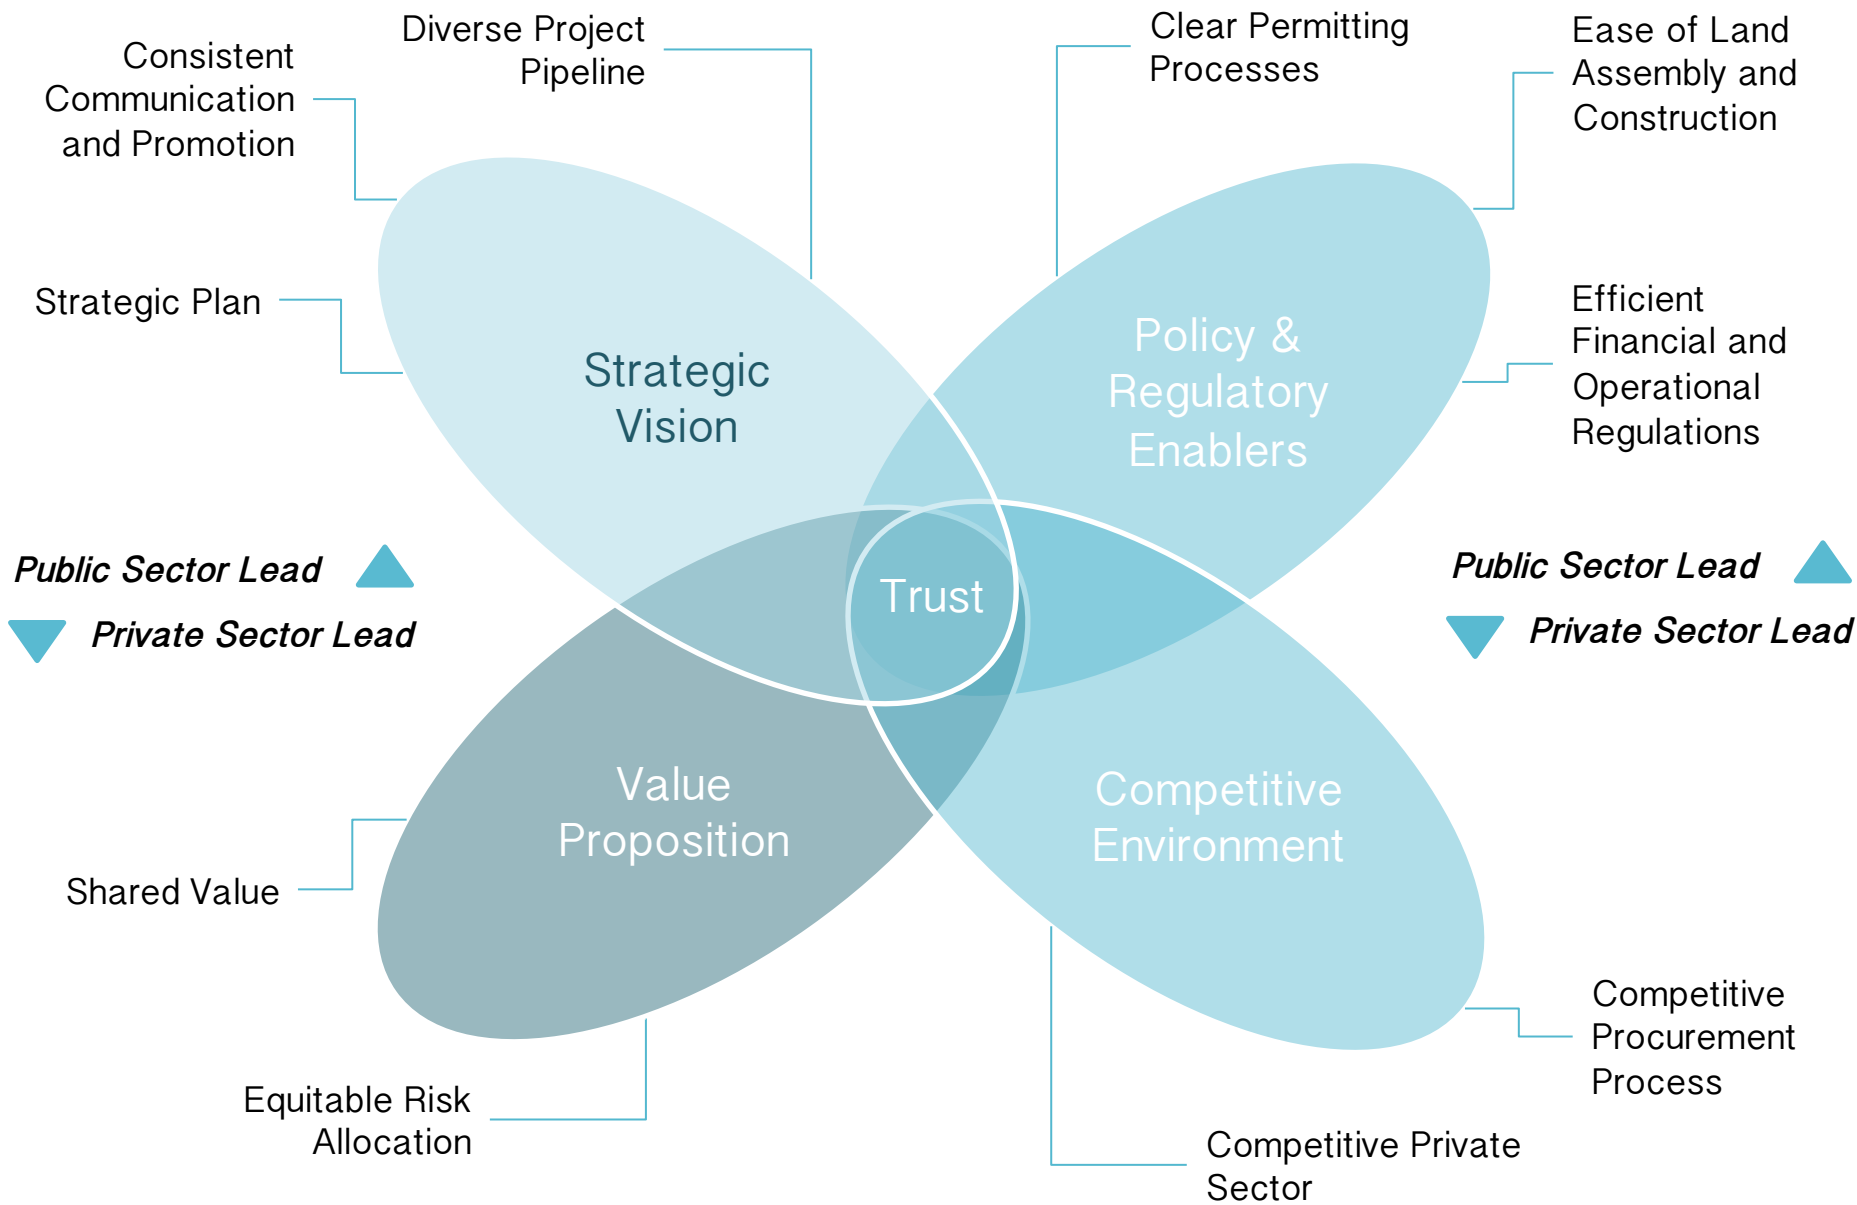 Consistent
Communication
and Promotion
Diverse Project
Pipeline
Clear Permitting
Processes
Ease of Land
Assembly and
Construction
Strategic Plan
Efficient
Financial and
Operational
Regulations
Strategic
Vision
Policy &
Regulatory
Enablers
Public Sector Lead
Private Sector Lead
Trust
Public Sector Lead
Private Sector Lead
Value
Proposition
Competitive
Environment
Shared Value
Equitable Risk
Allocation
Competitive
Procurement
Process
Competitive Private
Sector